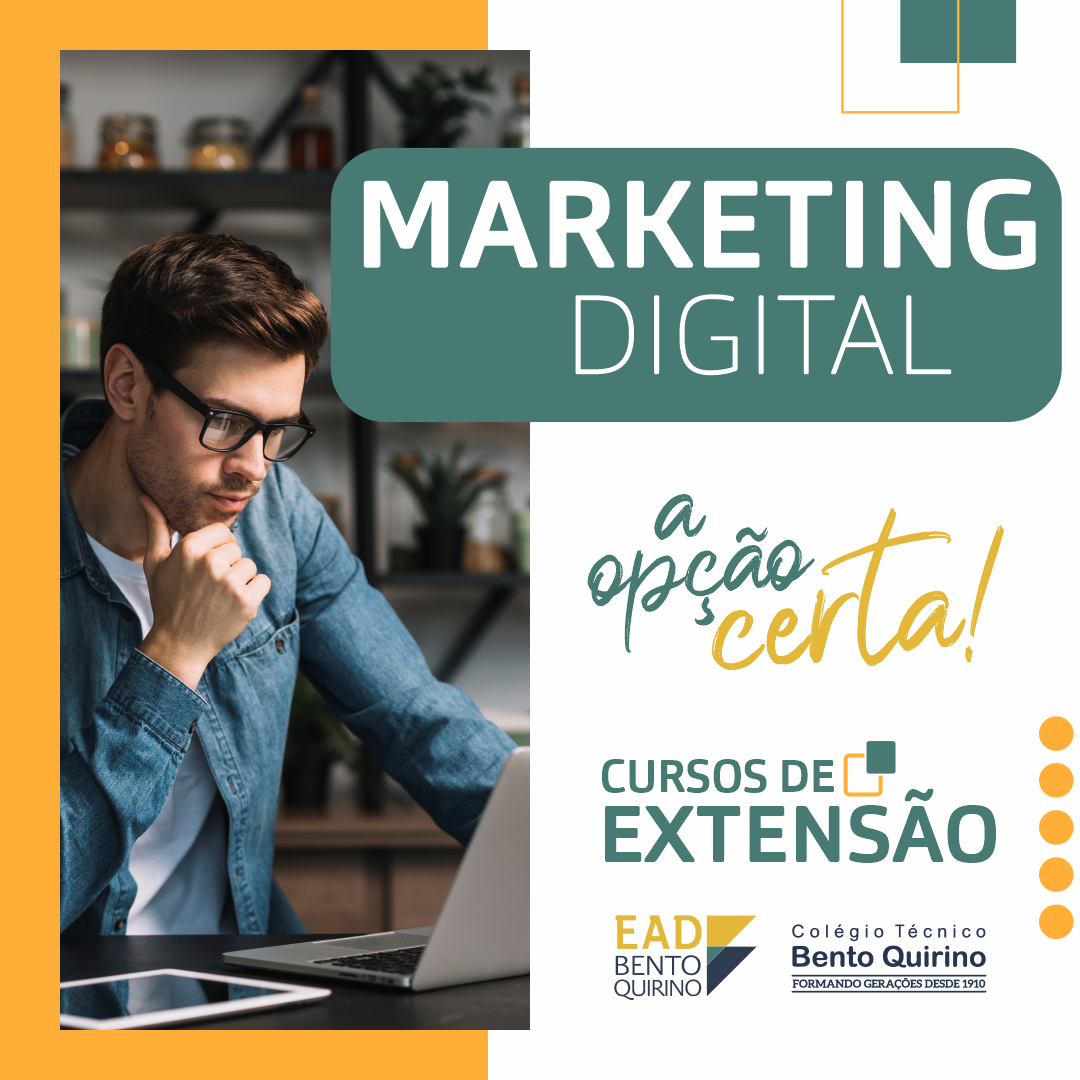 MARKETING
DIGITAL
a
opção
certa!
CURSOS DE
EXTENSÃO
EAD
BENTO
QUIRINO
Colégio Técnico
Bento Quirino
FORMANDO GERAÇÕES DESDE 1910